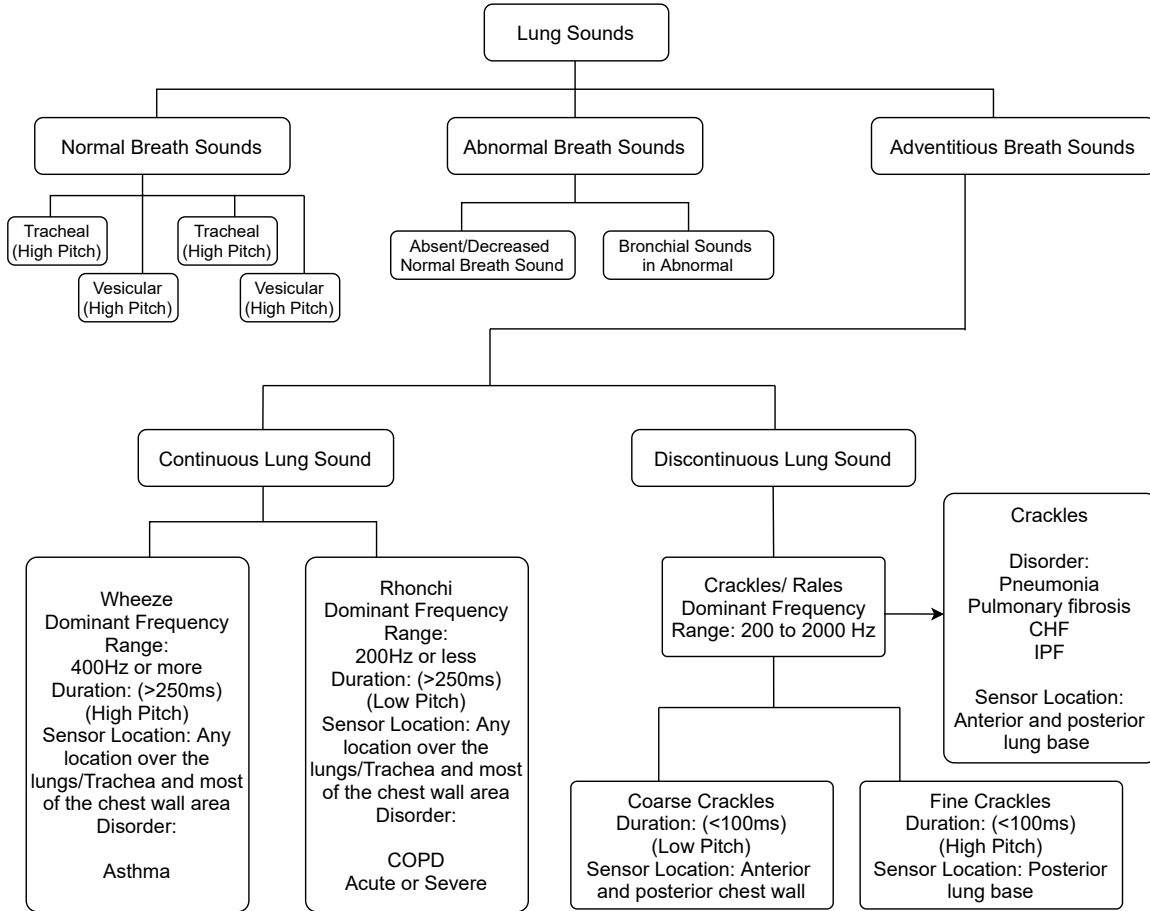 Lung Sounds
Normal Breath Sounds
Abnormal Breath Sounds
Adventitious Breath Sounds
Tracheal
(High Pitch)
Vesicular
(High Pitch)
Tracheal
(High Pitch)
Vesicular
(High Pitch)
Absent/Decreased
Normal Breath Sound
Bronchial Sounds
in Abnormal
Continuous Lung Sound
Discontinuous Lung Sound
Wheeze
Dominant Frequency
Range:
400Hz or more
Duration: (>250ms)
(High Pitch)
Sensor Location: Any
location over the
lungs/Trachea and most
of the chest wall area
Disorder:
Asthma
Rhonchi
Dominant Frequency
Range:
200Hz or less
Duration: (>250ms)
(Low Pitch)
Sensor Location: Any
location over the
lungs/Trachea and most
of the chest wall area
Disorder:
COPD
Acute or Severe
Crackles/ Rales
Dominant Frequency
Range: 200 to 2000 Hz
Crackles
Disorder:
Pneumonia
Pulmonary fibrosis
CHF
IPF
Sensor Location:
Anterior and posterior
lung base
Coarse Crackles
Duration: (<100ms)
(Low Pitch)
Sensor Location: Anterior
and posterior chest wall
Fine Crackles
Duration: (<100ms)
(High Pitch)
Sensor Location: Posterior
lung base